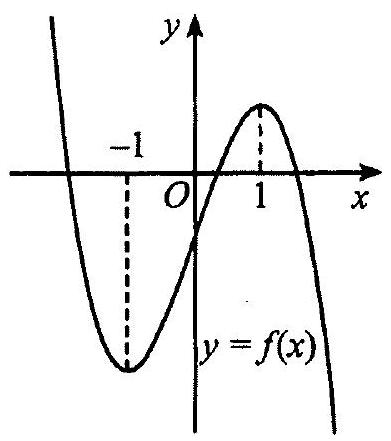 y
-1
O
1
x
y = f(x)